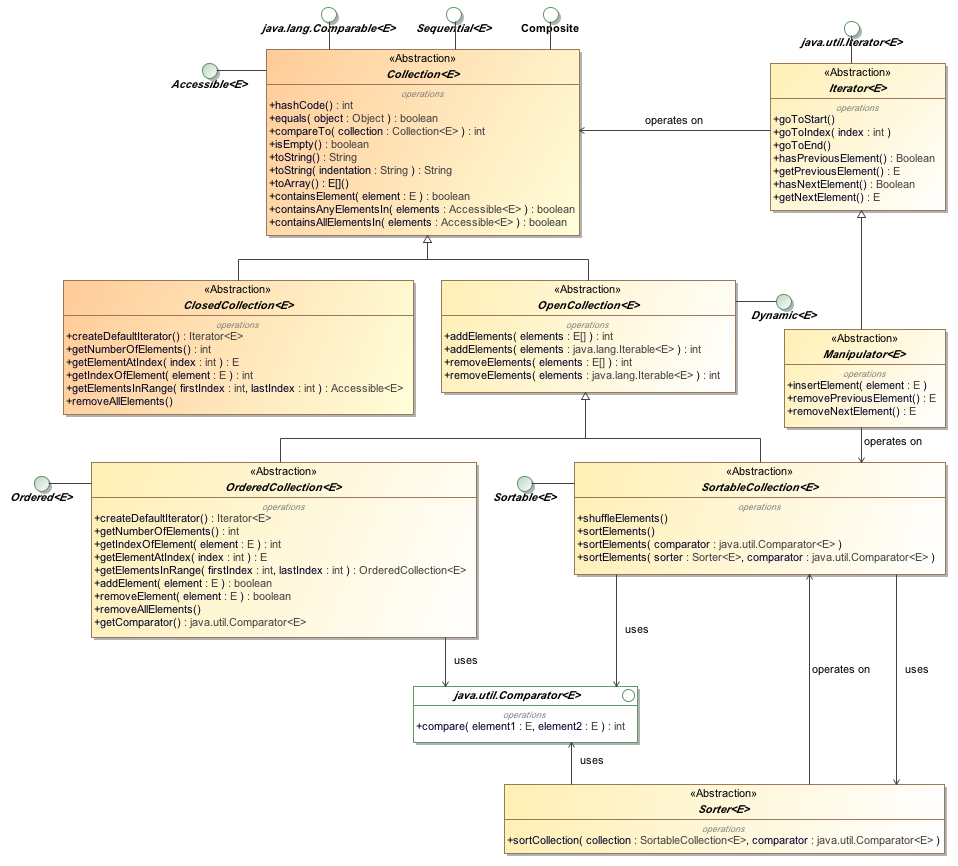 java.lang.Comparable<E>
Sequential<E>
Composite
Accessible<E>
«Abstraction»
Collection<E>
operations
+hashCode() : int
+equals( object : Object ) : boolean
+compareTo( collection : Collection<E> ) : int
+isEmpty() : boolean
+toString() : String
+toString( indentation : String ) : String
+toArray() : E[]()
+containsElement( element : E ) : boolean
+containsAnyElementsIn( elements : Accessible<E> ) : boolean
+containsAllElementsIn( elements : Accessible<E> ) : boolean
operates on
java.util.Iterator<E>
«Abstraction»
Iterator<E>
operations
+goToStart()
+goToIndex( index : int )
+goToEnd()
+hasPreviousElement() : Boolean
+getPreviousElement() : E
+hasNextElement() : Boolean
+getNextElement() : E
«Abstraction»
ClosedCollection<E>
operations
+createDefaultIterator() : Iterator<E>
+getNumberOfElements() : int
+getElementAtIndex( index : int ) : E
+getIndexOfElement( element : E ) : int
+getElementsInRange( firstIndex : int, lastIndex : int ) : Accessible<E>
+removeAllElements()
«Abstraction»
OpenCollection<E>
operations
+addElements( elements : E[] ) : int
+addElements( elements : java.lang.Iterable<E> ) : int
+removeElements( elements : E[] ) : int
+removeElements( elements : java.lang.Iterable<E> ) : int
Dynamic<E>
«Abstraction»
Manipulator<E>
operations
+insertElement( element : E )
+removePreviousElement() : E
+removeNextElement() : E
operates on
Ordered<E>
«Abstraction»
OrderedCollection<E>
operations
+createDefaultIterator() : Iterator<E>
+getNumberOfElements() : int
+getIndexOfElement( element : E ) : int
+getElementAtIndex( index : int ) : E
+getElementsInRange( firstIndex : int, lastIndex : int ) : OrderedCollection<E>
+addElement( element : E ) : boolean
+removeElement( element : E ) : boolean
+removeAllElements()
+getComparator() : java.util.Comparator<E>
Sortable<E>
«Abstraction»
SortableCollection<E>
operations
+shuffleElements()
+sortElements()
+sortElements( comparator : java.util.Comparator<E> )
+sortElements( sorter : Sorter<E>, comparator : java.util.Comparator<E> )
uses
uses
operates on
uses
java.util.Comparator<E>
operations
+compare( element1 : E, element2 : E ) : int
uses
«Abstraction»
Sorter<E>
operations
+sortCollection( collection : SortableCollection<E>, comparator : java.util.Comparator<E> )